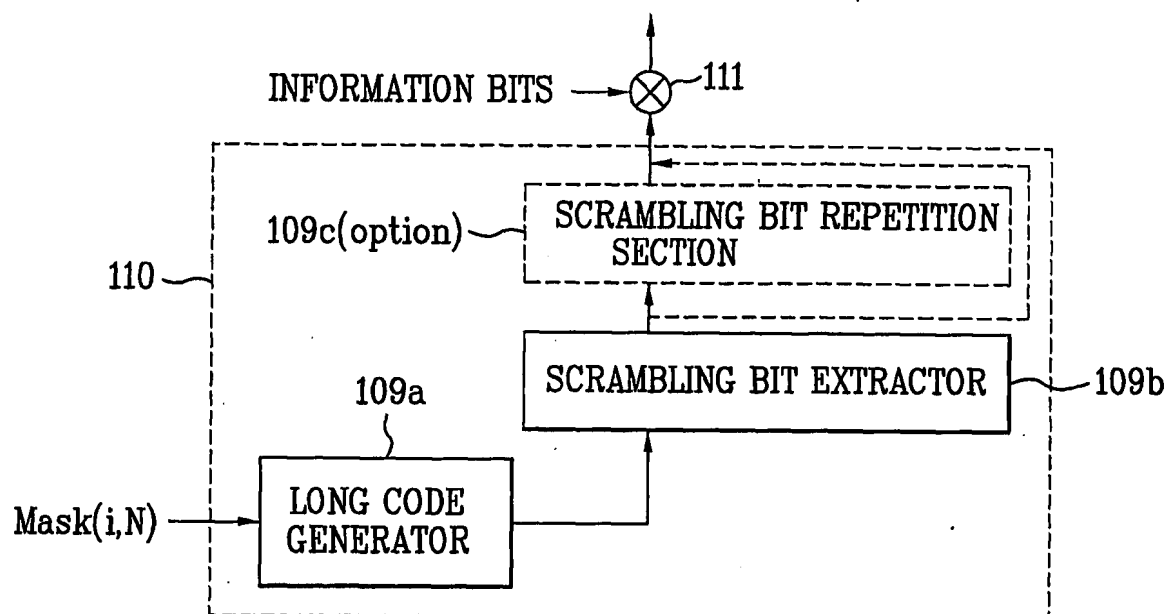 INFORMATION BITS
111
SCRAMBLING BIT REPETITION
SECTION
109c(option)
110
SCRAMBLING BIT EXTRACTOR
109b
109a
LONG CODE
GENERATOR
Mask(i,N)